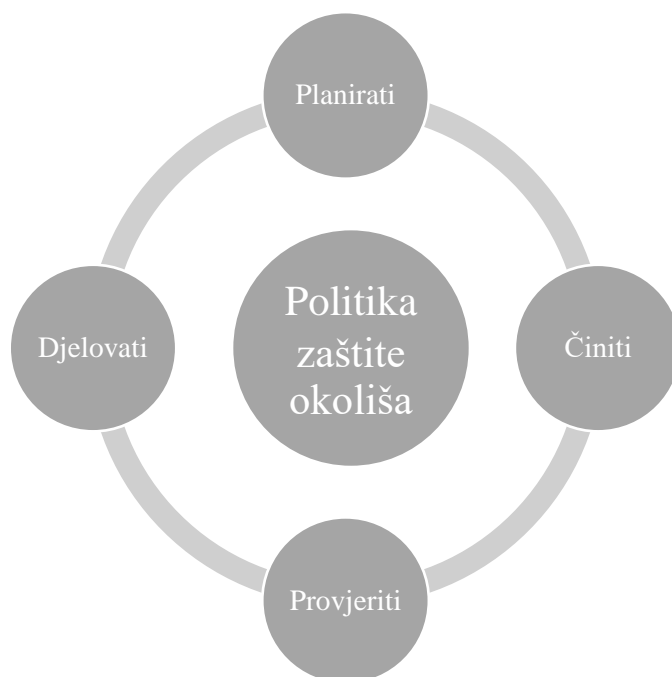 Planirati
Djelovati
Politika
zaštite
okoliša
Činiti
Provjeriti